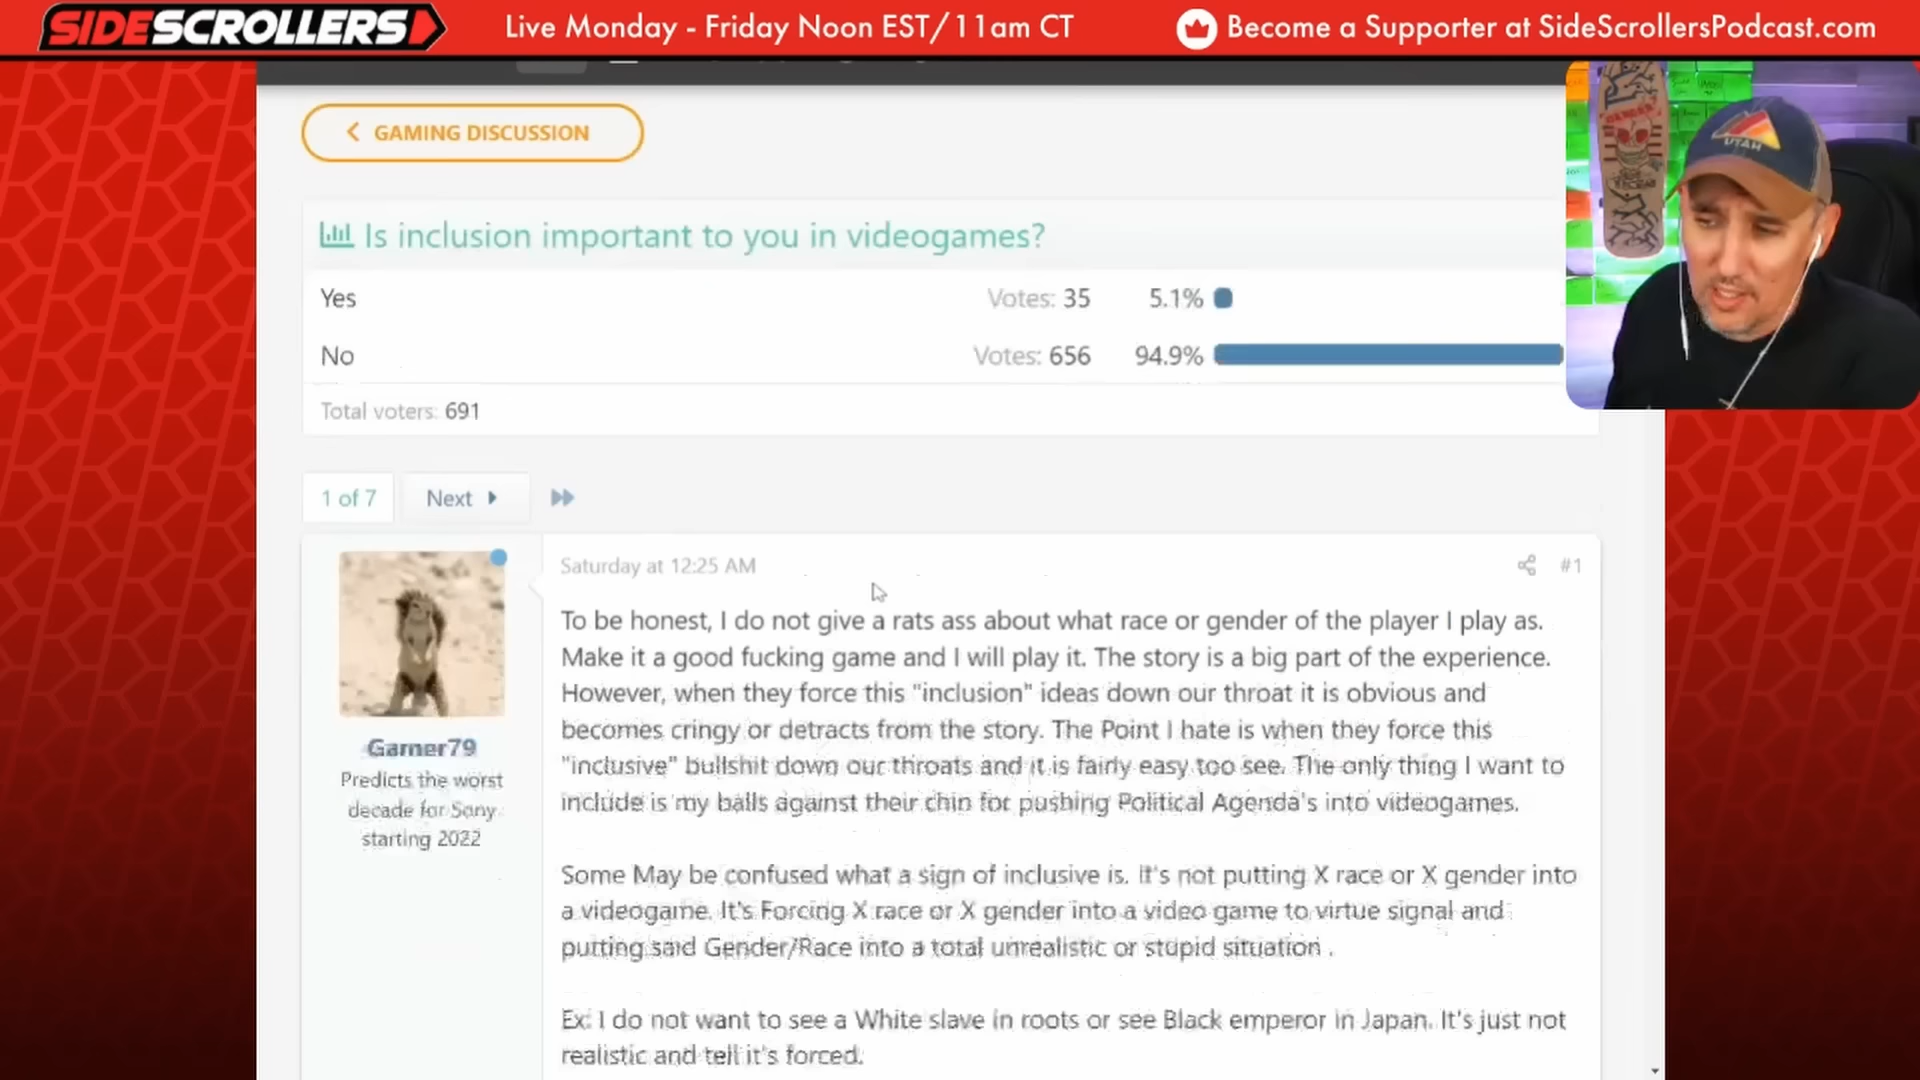 SIDESCROLLERS
Live Monday - Friday Noon EST/11am CT
Become a Supporter at SideScrollersPodcast.com
GAMING DISCUSSION
UTAH
Is inclusion important to you in videogames?
Yes Votes: 35 5.1%
No Votes: 656 94.9%
Total voters: 691
1 of 7 Next
Saturday at 12:25 AM #1
To be honest, I do not give a rats ass about what race or gender of the player I play as.
Make it a good fucking game and I will play it. The story is a big part of the experience.
However, when they force this "inclusion" ideas down our throat it is obvious and
becomes cringy or detracts from the story. The Point I hate is when they force this
"inclusive" bullshit down our throats and it is fairly easy too see. The only thing I want to
include is my balls against their chin for pushing Political Agenda's into videogames.
Gamer79
Predicts the worst
decade for Sony
starting 2022
Some May be confused what a sign of inclusive is. It's not putting X race or X gender into
a videogame. It's Forcing X race or X gender into a video game to virtue signal and
putting said Gender/Race into a total unrealistic or stupid situation .
Ex: I do not want to see a White slave in roots or see Black emperor in Japan. It's just not
realistic and tell it's forced.